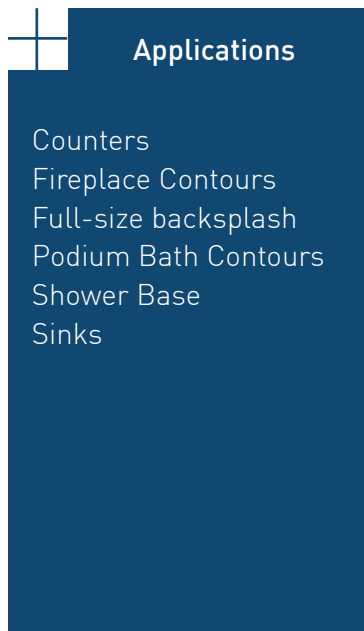 Applications
Counters
Fireplace Contours
Full-size backsplash
Podium Bath Contours
Shower Base
Sinks